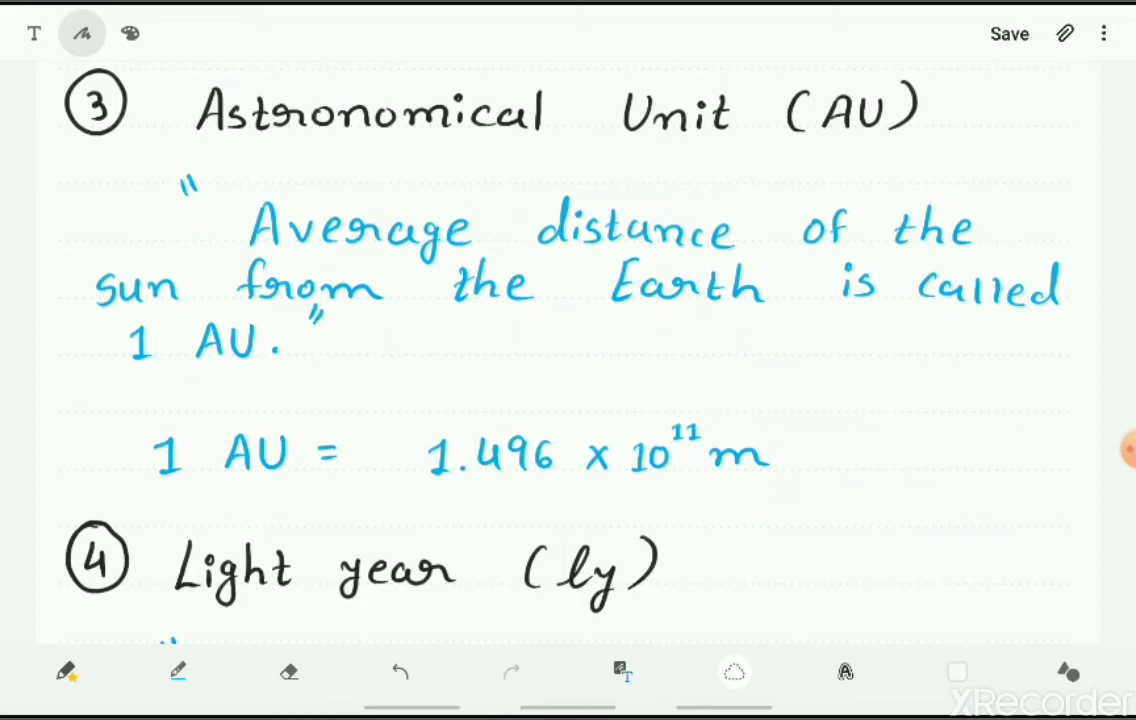 T Save
3 Astronomical Unit (AU)
" Average distance of the
sun from the Earth is called
1 AU."
1 AU = 1.496 x 10¹¹ m
4 Light year (ly)
"
T A
XRecorder